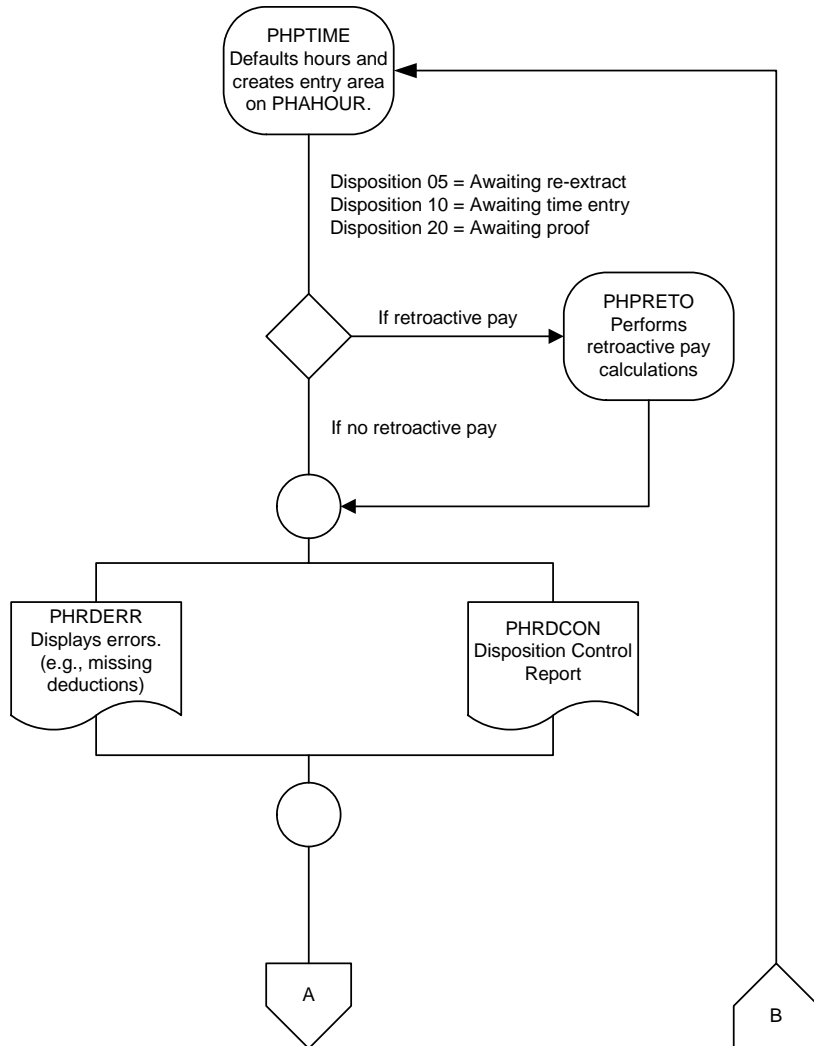 PHPTIME
Defaults hours and
creates entry area
on PHAHOUR.
Disposition 05 = Awaiting re-extract
Disposition 10 = Awaiting time entry
Disposition 20 = Awaiting proof
If retroactive pay
PHPRETO
Performs
retroactive pay
calculations
If no retroactive pay
PHRDERR
Displays errors.
(e.g., missing
deductions)
PHRDCON
Disposition Control
Report
A
B